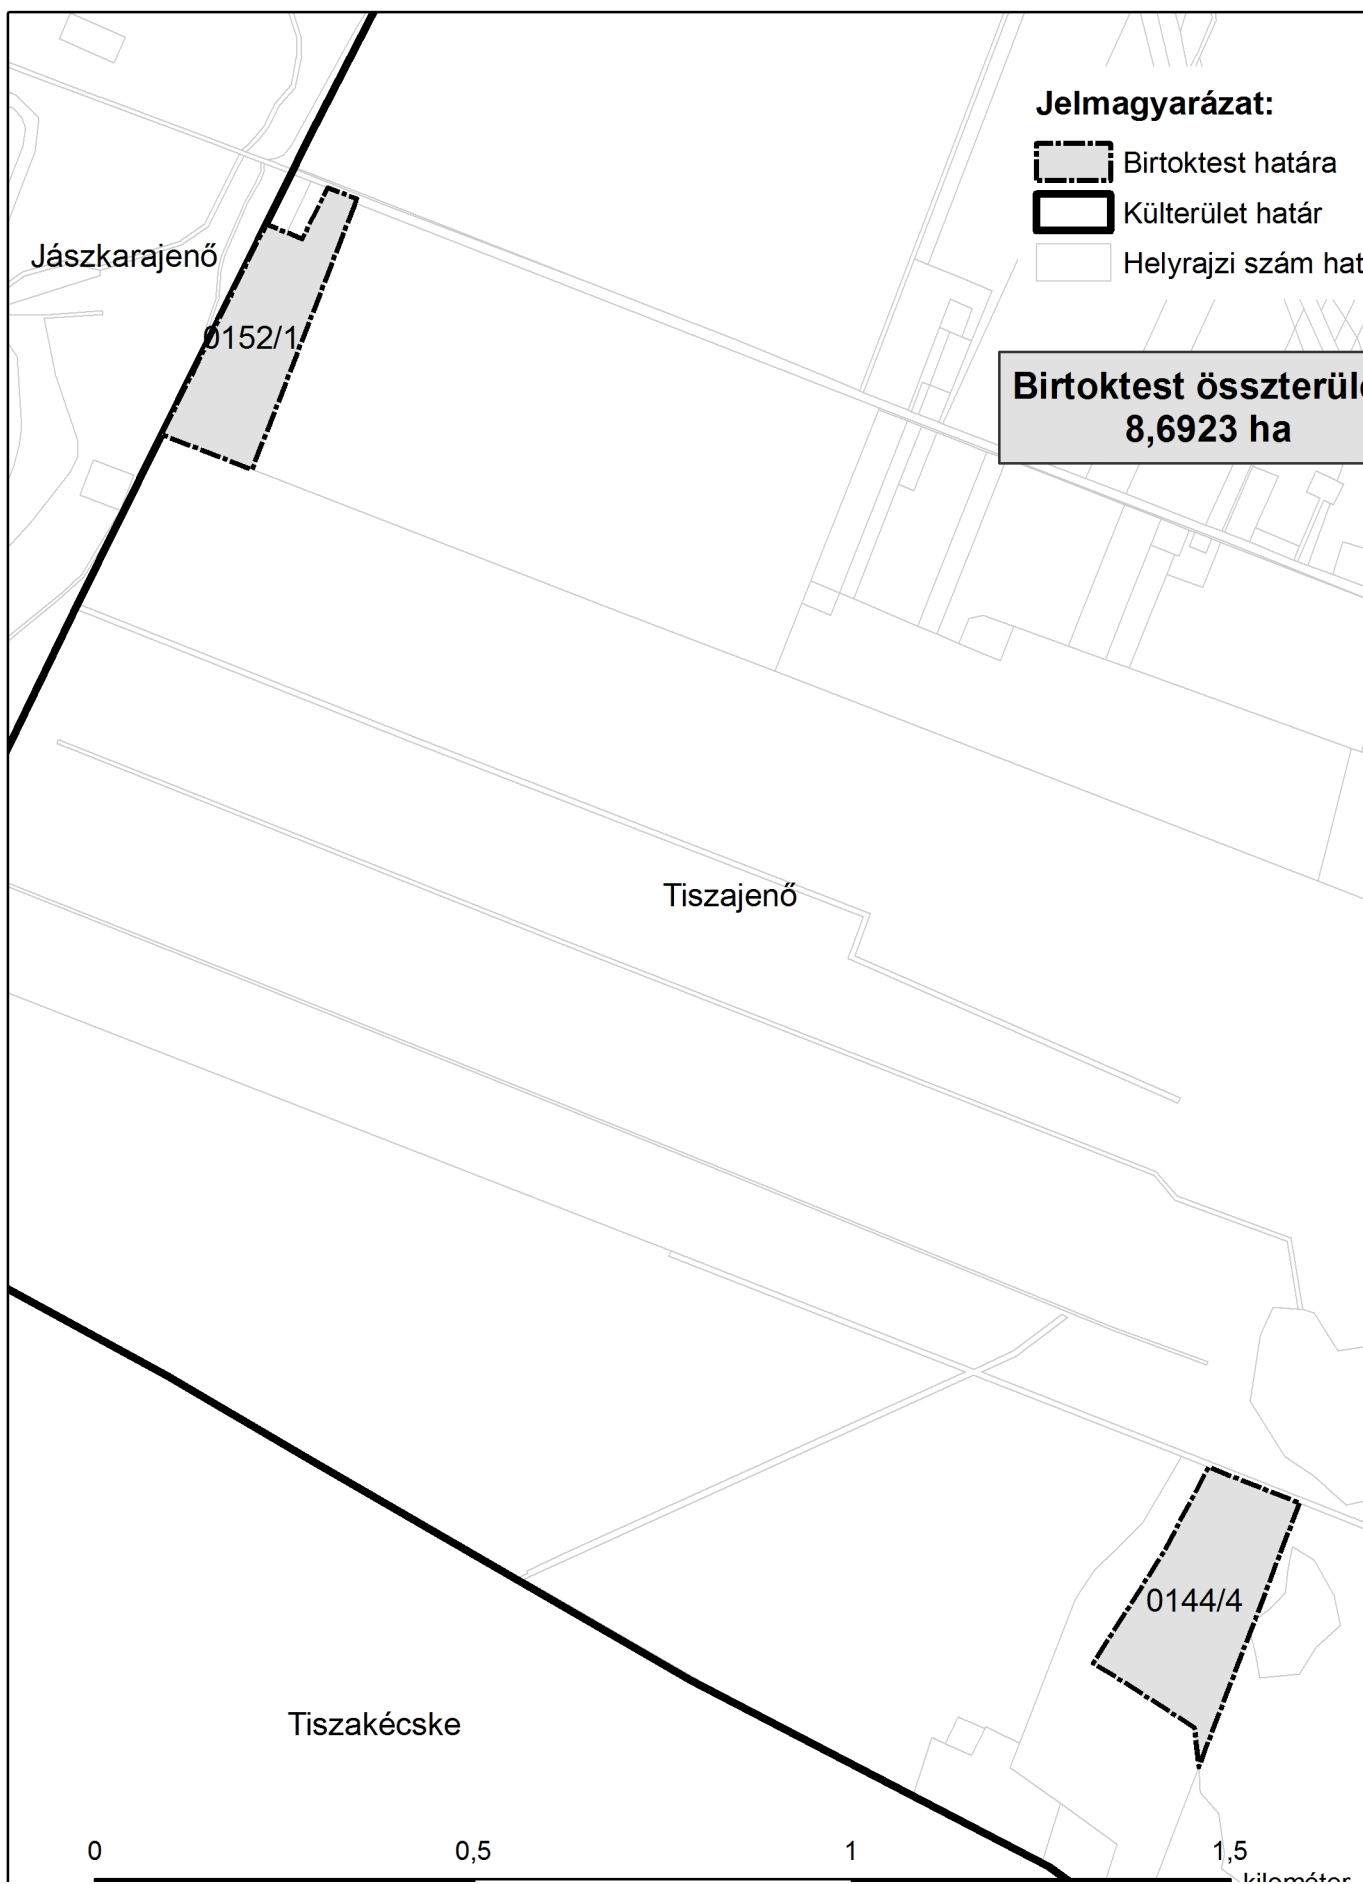 Jelmagyarázat:
Birtoktest határa
Külterület határ
Helyrajzi szám hat
Jászkarajenő
0152/1
Birtoktest összterül
8,6923 ha
Tiszajenő
0144/4
Tiszakécske
0 0,5 1 1,5
kilométer